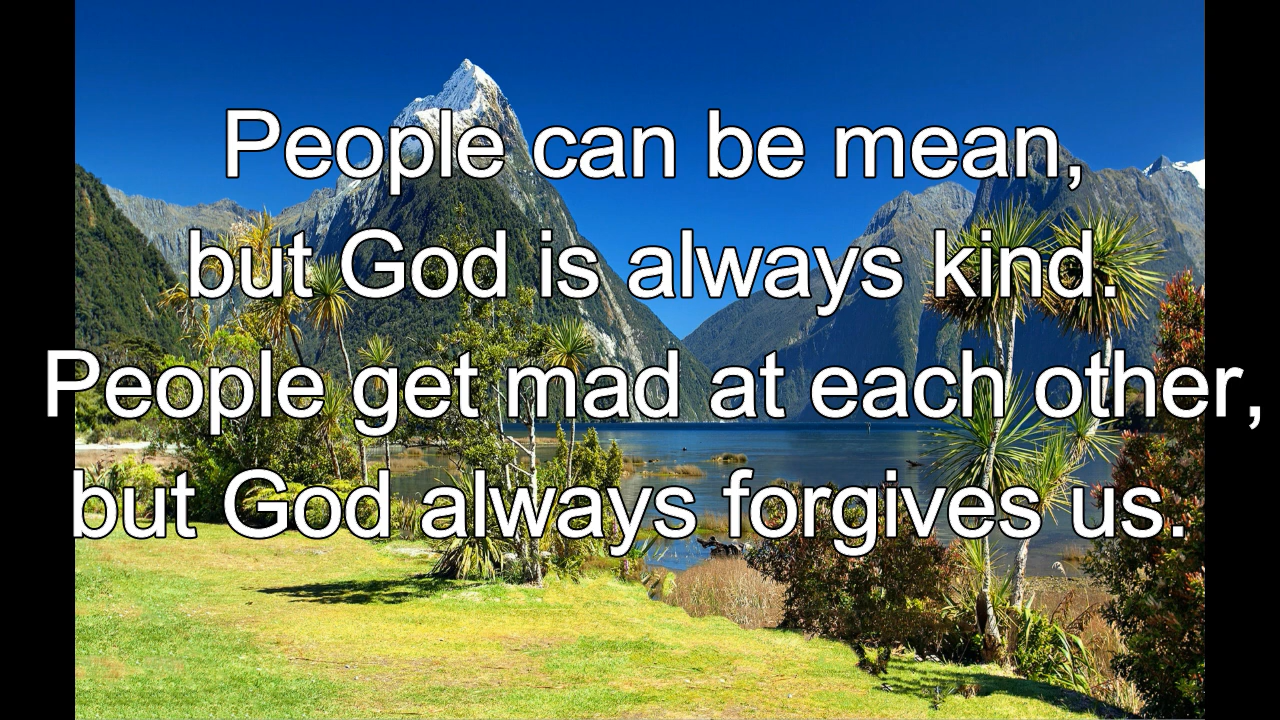 People can be mean,
but God is always kind.
People get mad at each other,
but God always forgives us.